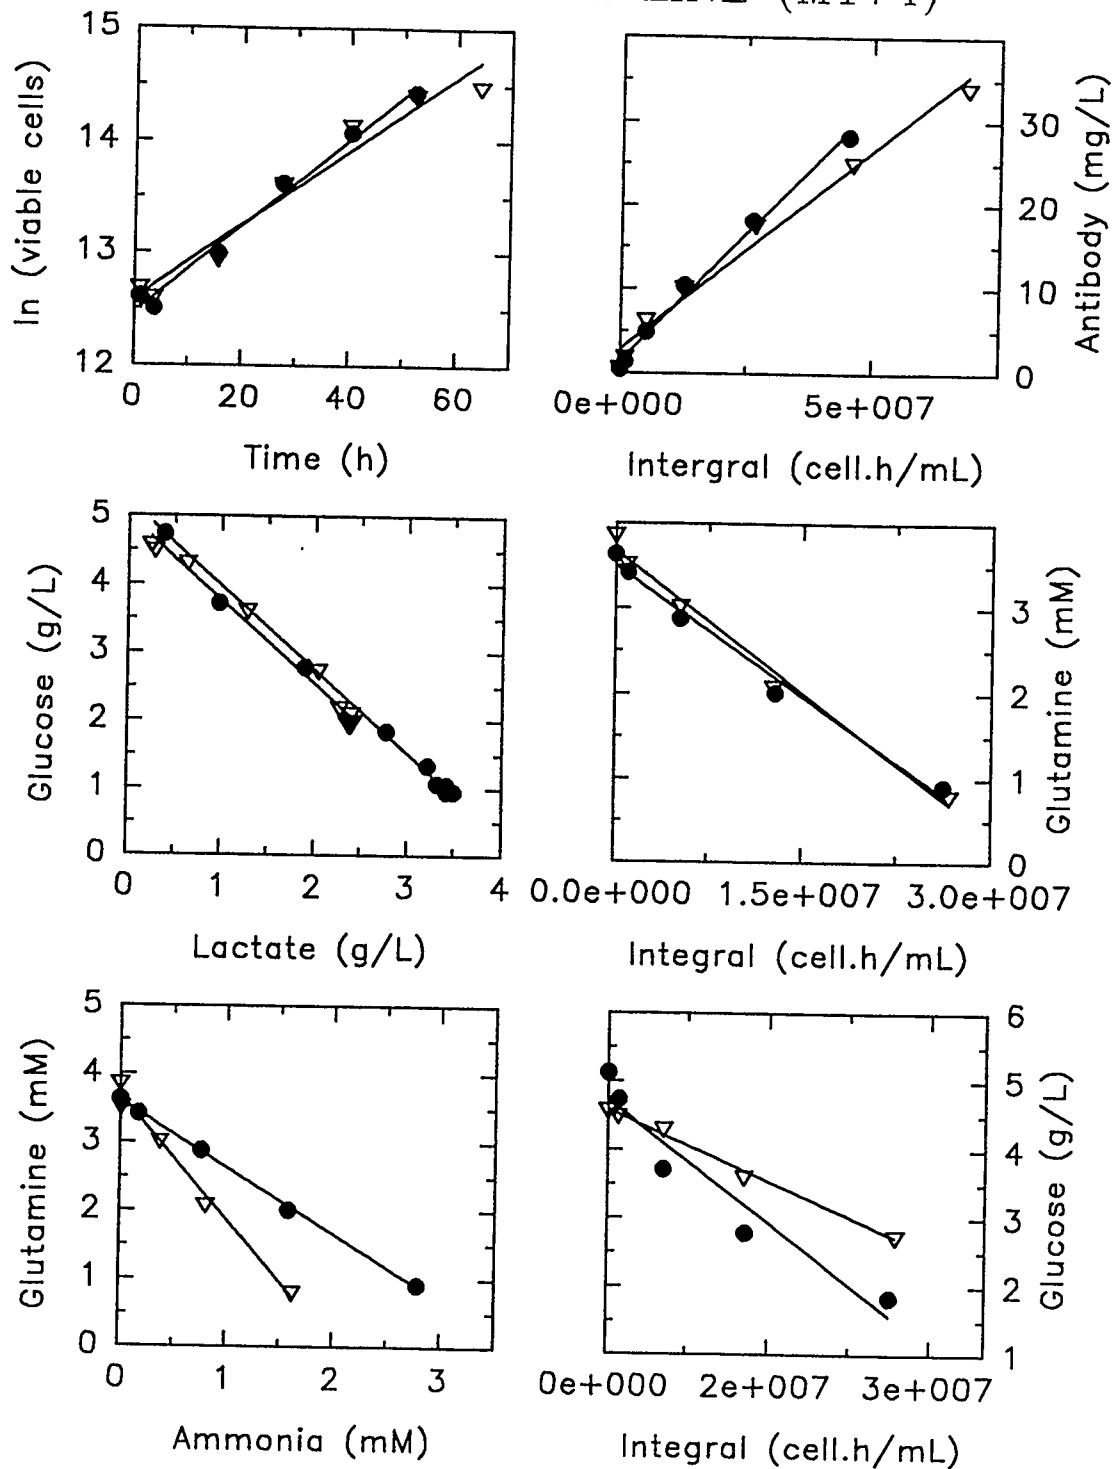 (M1.4)
15
14
13
12
ln (viable cells)
0 20 40 60
Time (h)
30
20
10
0
Antibody (mg/L)
0e+000 5e+007
Intergral (cell.h/mL)
5
4
3
2
1
0
Glucose (g/L)
0 1 2 3 4
Lactate (g/L)
3
2
1
0
Glutamine (mM)
0.0e+000 1.5e+007 3.0e+007
Integral (cell.h/mL)
5
4
3
2
1
0
Glutamine (mM)
0 1 2 3
Ammonia (mM)
6
5
4
3
2
1
Glucose (g/L)
0e+000 2e+007 3e+007
Integral (cell.h/mL)